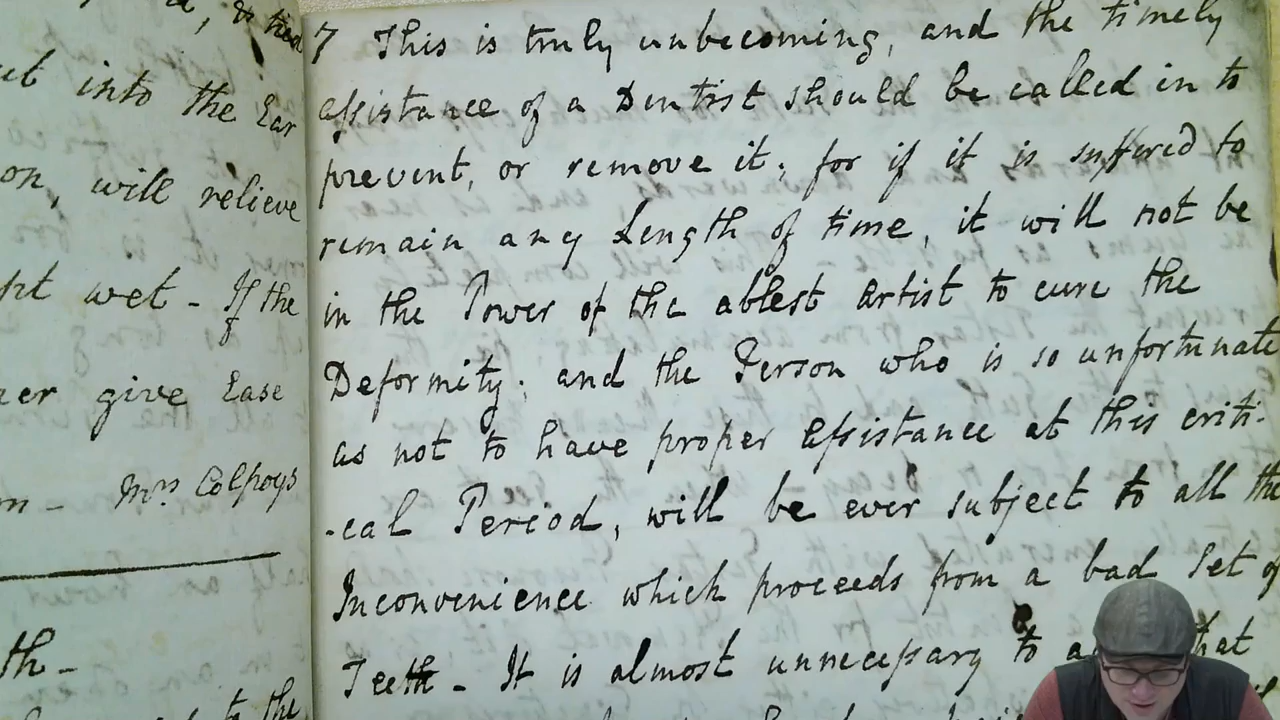 into the Ear
on, will relieve
wet - If the
give Ease
Mrs Colpoys
th -
to the
7 This is truly unbecoming, and the timely
assistance of a Dentist should be called in to
prevent, or remove it; for if it is suffered to
remain any Length of time, it will not be
in the Power of the ablest Artist to cure the
Deformity; and the Person who is so unfortunate
as not to have proper Assistance at this criti-
-cal Period, will be ever subject to all the
Inconvenience which proceeds from a bad Set of
Teeth - It is almost unnecessary to